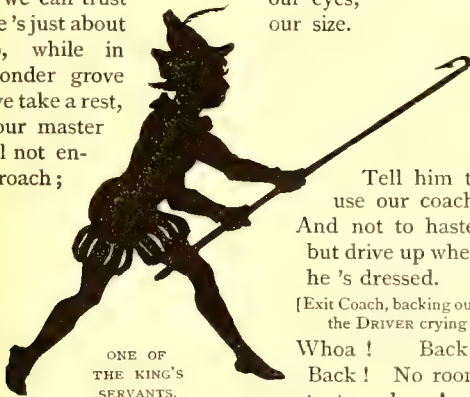 we can trust
e 's just about
o, while in
onder grove
ve take a rest,
our master
l not en-
roach;
ONE OF
THE KING'S
SERVANTS.
our eyes,
our size.
Tell him t
use our coach
And not to haste
but drive up whe
he 's dressed.
[Exit Coach, backing ou
the DRIVER crying
Whoa ! Back
Back ! No room